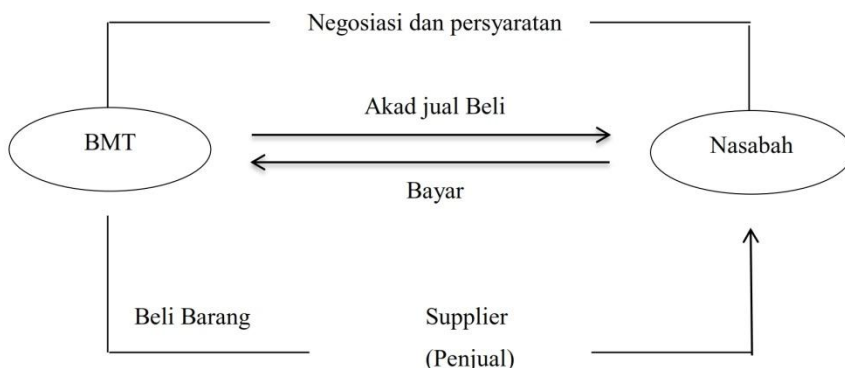 Negosiasi dan persyaratan
Akad jual Beli
BMT
Nasabah
Bayar
Beli Barang
Supplier
(Penjual)